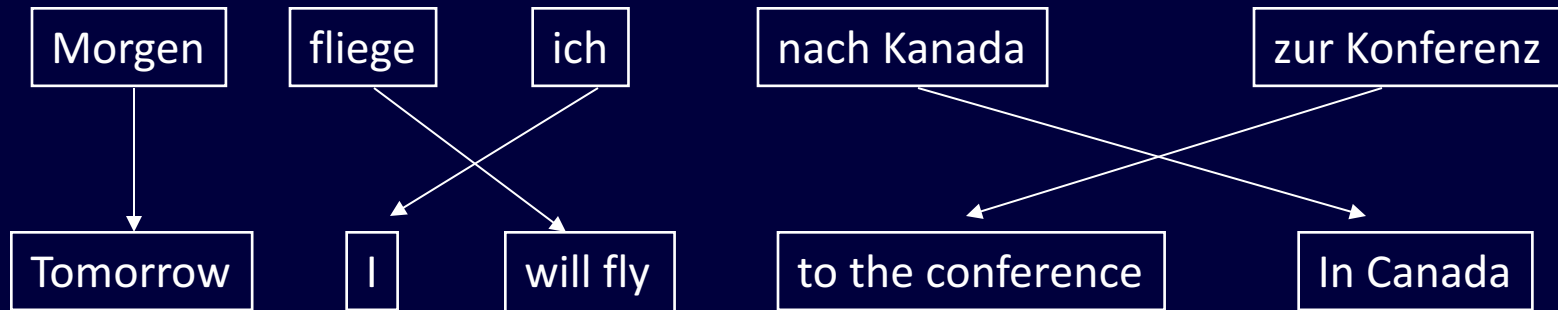 Morgen fliege ich nach Kanada zur Konferenz
Tomorrow I will fly to the conference In Canada